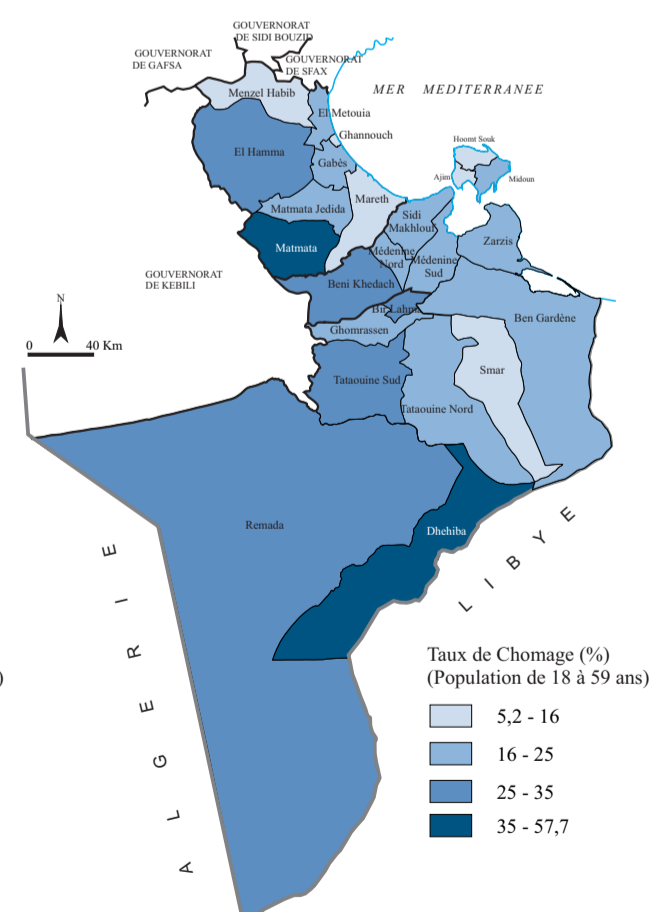 GOUVERNORAT
DE SIDI BOUZID
GOUVERNORAT
DE GAFSA
GOUVERNORAT
DE SFAX
MER MEDITERRANEE
Menzel Habib
El Metouia
Ghannouch
Hoomt Souk
El Hamma
Gabès
Ajim
Midoun
Mareth
Matmata Jedida
Sidi
Makhlouf
Matmata
Zarzis
Médenine
Nord
Médenine
Sud
GOUVERNORAT
DE KEBILI
Beni Khedach
N
Bir Lahmar
Ben Gardène
Ghomrassen
0 40 Km
Smar
Tataouine Sud
Tataouine Nord
Remada
Dhehiba
LIBYE
ALGERIE
)
Taux de Chomage (%)
(Population de 18 à 59 ans)
5,2 - 16
16 - 25
25 - 35
35 - 57,7